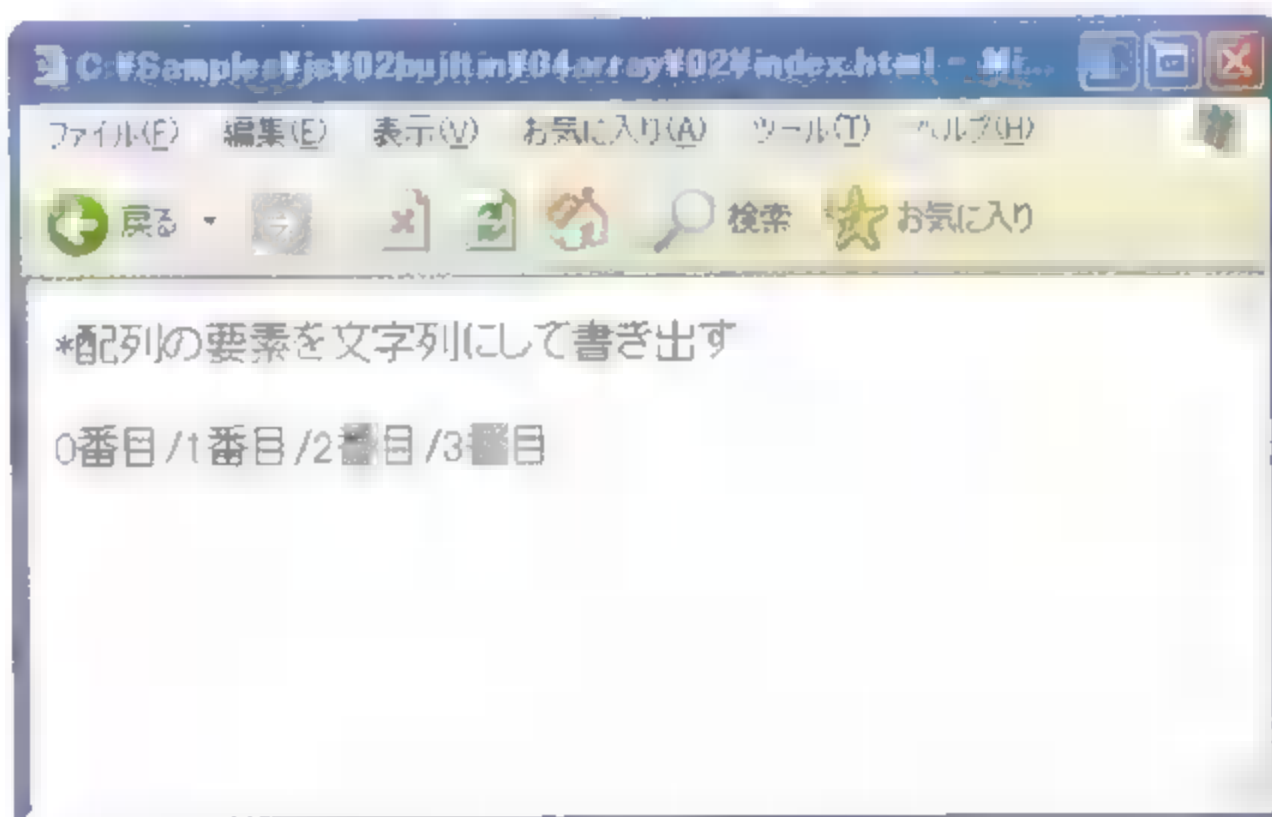 C:¥Samples¥js¥02builtin¥04array¥02¥index.html - Mi...
ファイル(F) 編集(E) 表示(V) お気に入り(A) ツール(T) ヘルプ(H)
戻る 検索 お気に入り
*配列の要素を文字列にして書き出す
0番目/1番目/2番目/3番目